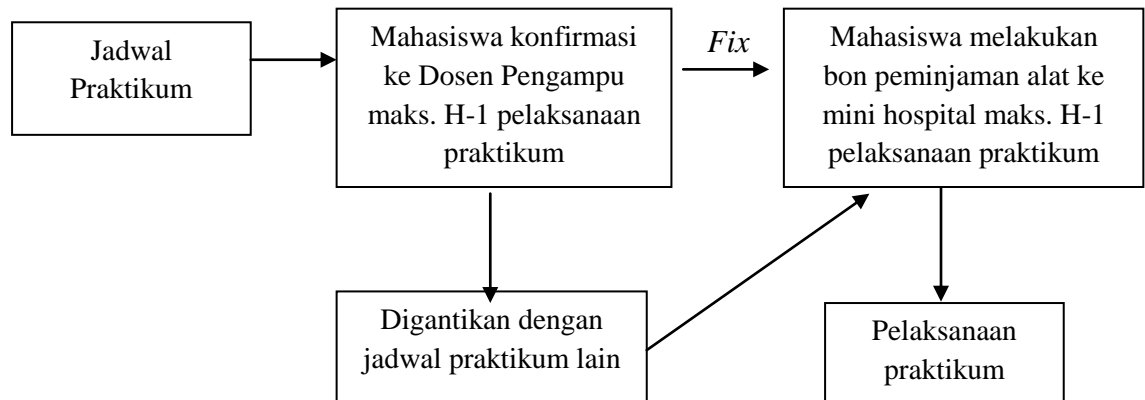 Jadwal
Praktikum
Mahasiswa konfirmasi
ke Dosen Pengampu
maks. H-1 pelaksanaan
praktikum
Fix
Mahasiswa melakukan
bon peminjaman alat ke
mini hospital maks. H-1
pelaksanaan praktikum
Digantikan dengan
jadwal praktikum lain
Pelaksanaan
praktikum